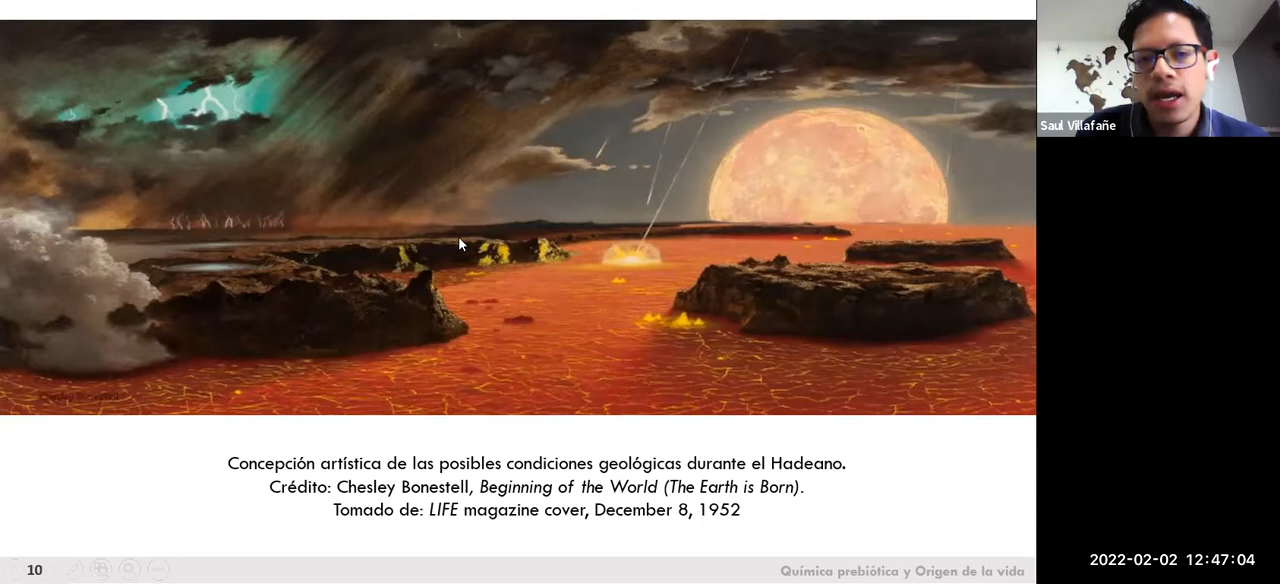 Saul Villafañe
Concepción artística de las posibles condiciones geológicas durante el Hadeano.
Crédito: Chesley Bonestell, Beginning of the World (The Earth is Born).
Tomado de: LIFE magazine cover, December 8, 1952
10
Química prebiótica y Origen de la vida
2022-02-02 12:47:04